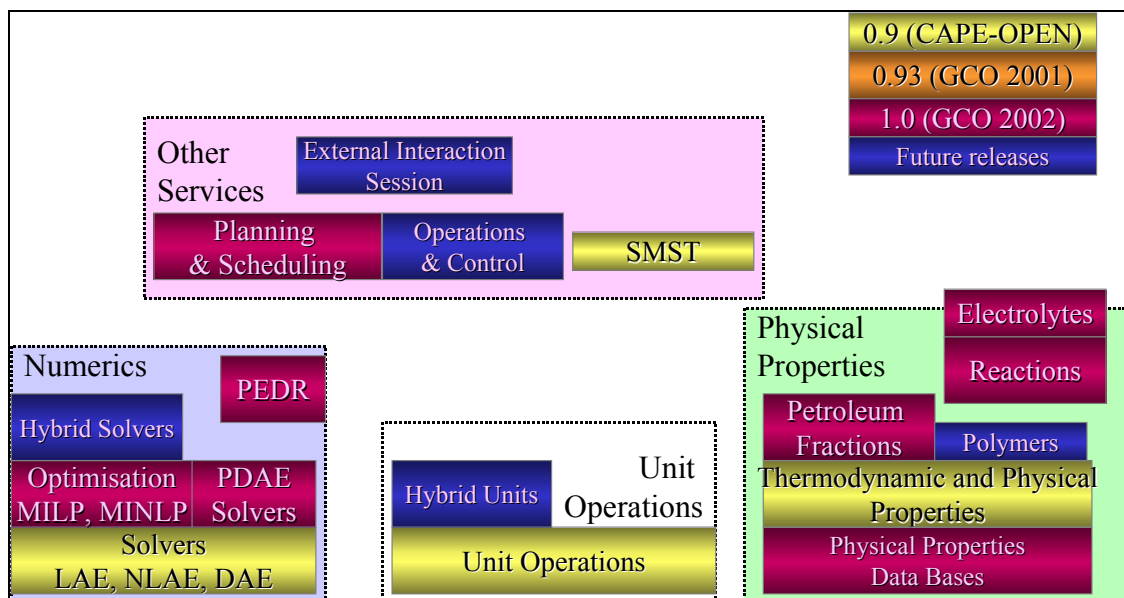 0.9 (CAPE-OPEN)
0.93 (GCO 2001)
1.0 (GCO 2002)
Future releases
Other
Services
External Interaction
Session
Planning
& Scheduling
Operations
& Control
SMST
Numerics
PEDR
Hybrid Solvers
Optimisation
MILP, MINLP
PDAE
Solvers
Solvers
LAE, NLAE, DAE
Unit
Operations
Hybrid Units
Unit Operations
Physical
Properties
Electrolytes
Reactions
Petroleum
Fractions
Polymers
Thermodynamic and Physical
Properties
Physical Properties
Data Bases